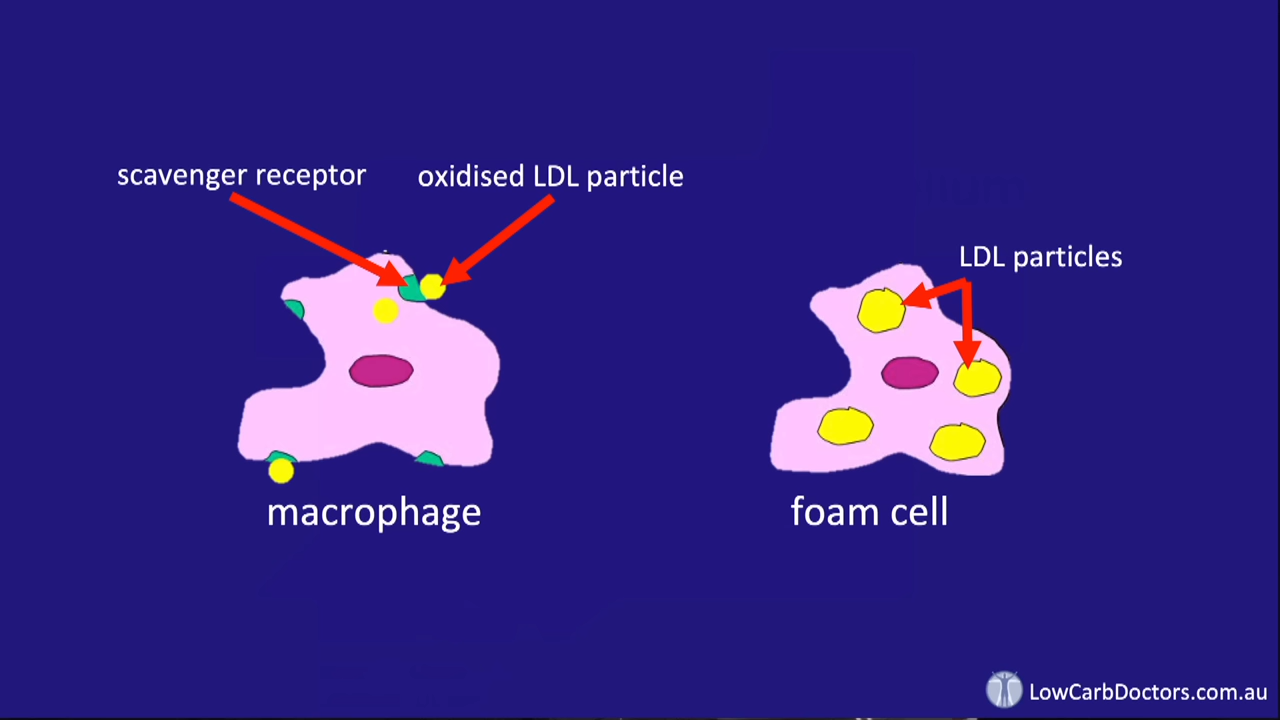 scavenger receptor
oxidised LDL particle
LDL particles
macrophage
foam cell
LowCarbDoctors.com.au